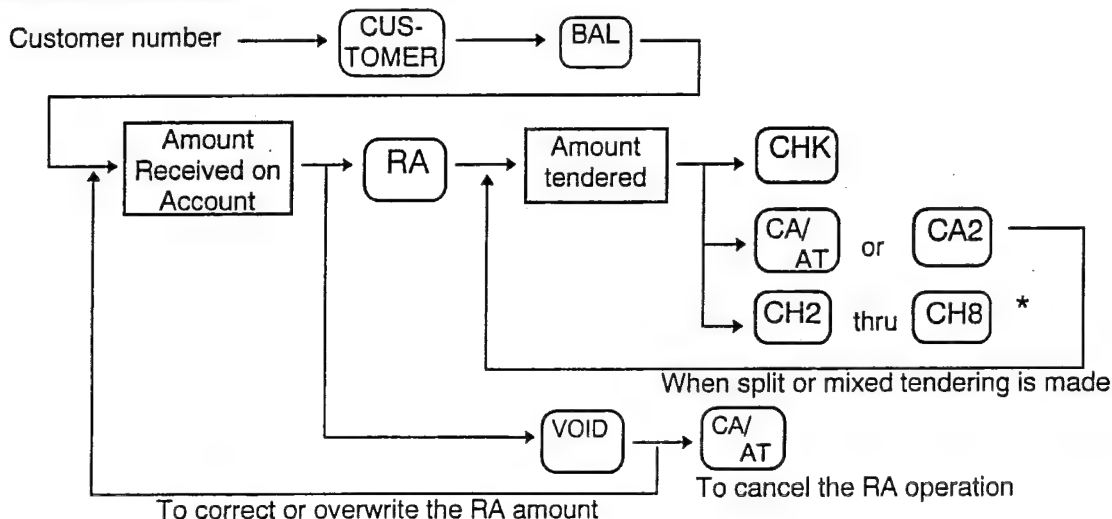 Customer number
CUS-
TOMER
BAL
Amount
Received on
Account
RA
Amount
tendered
CHK
CA/
AT
or
CA2
CH2
thru
CH8
*
When split or mixed tendering is made
VOID
CA/
AT
To cancel the RA operation
To correct or overwrite the RA amount